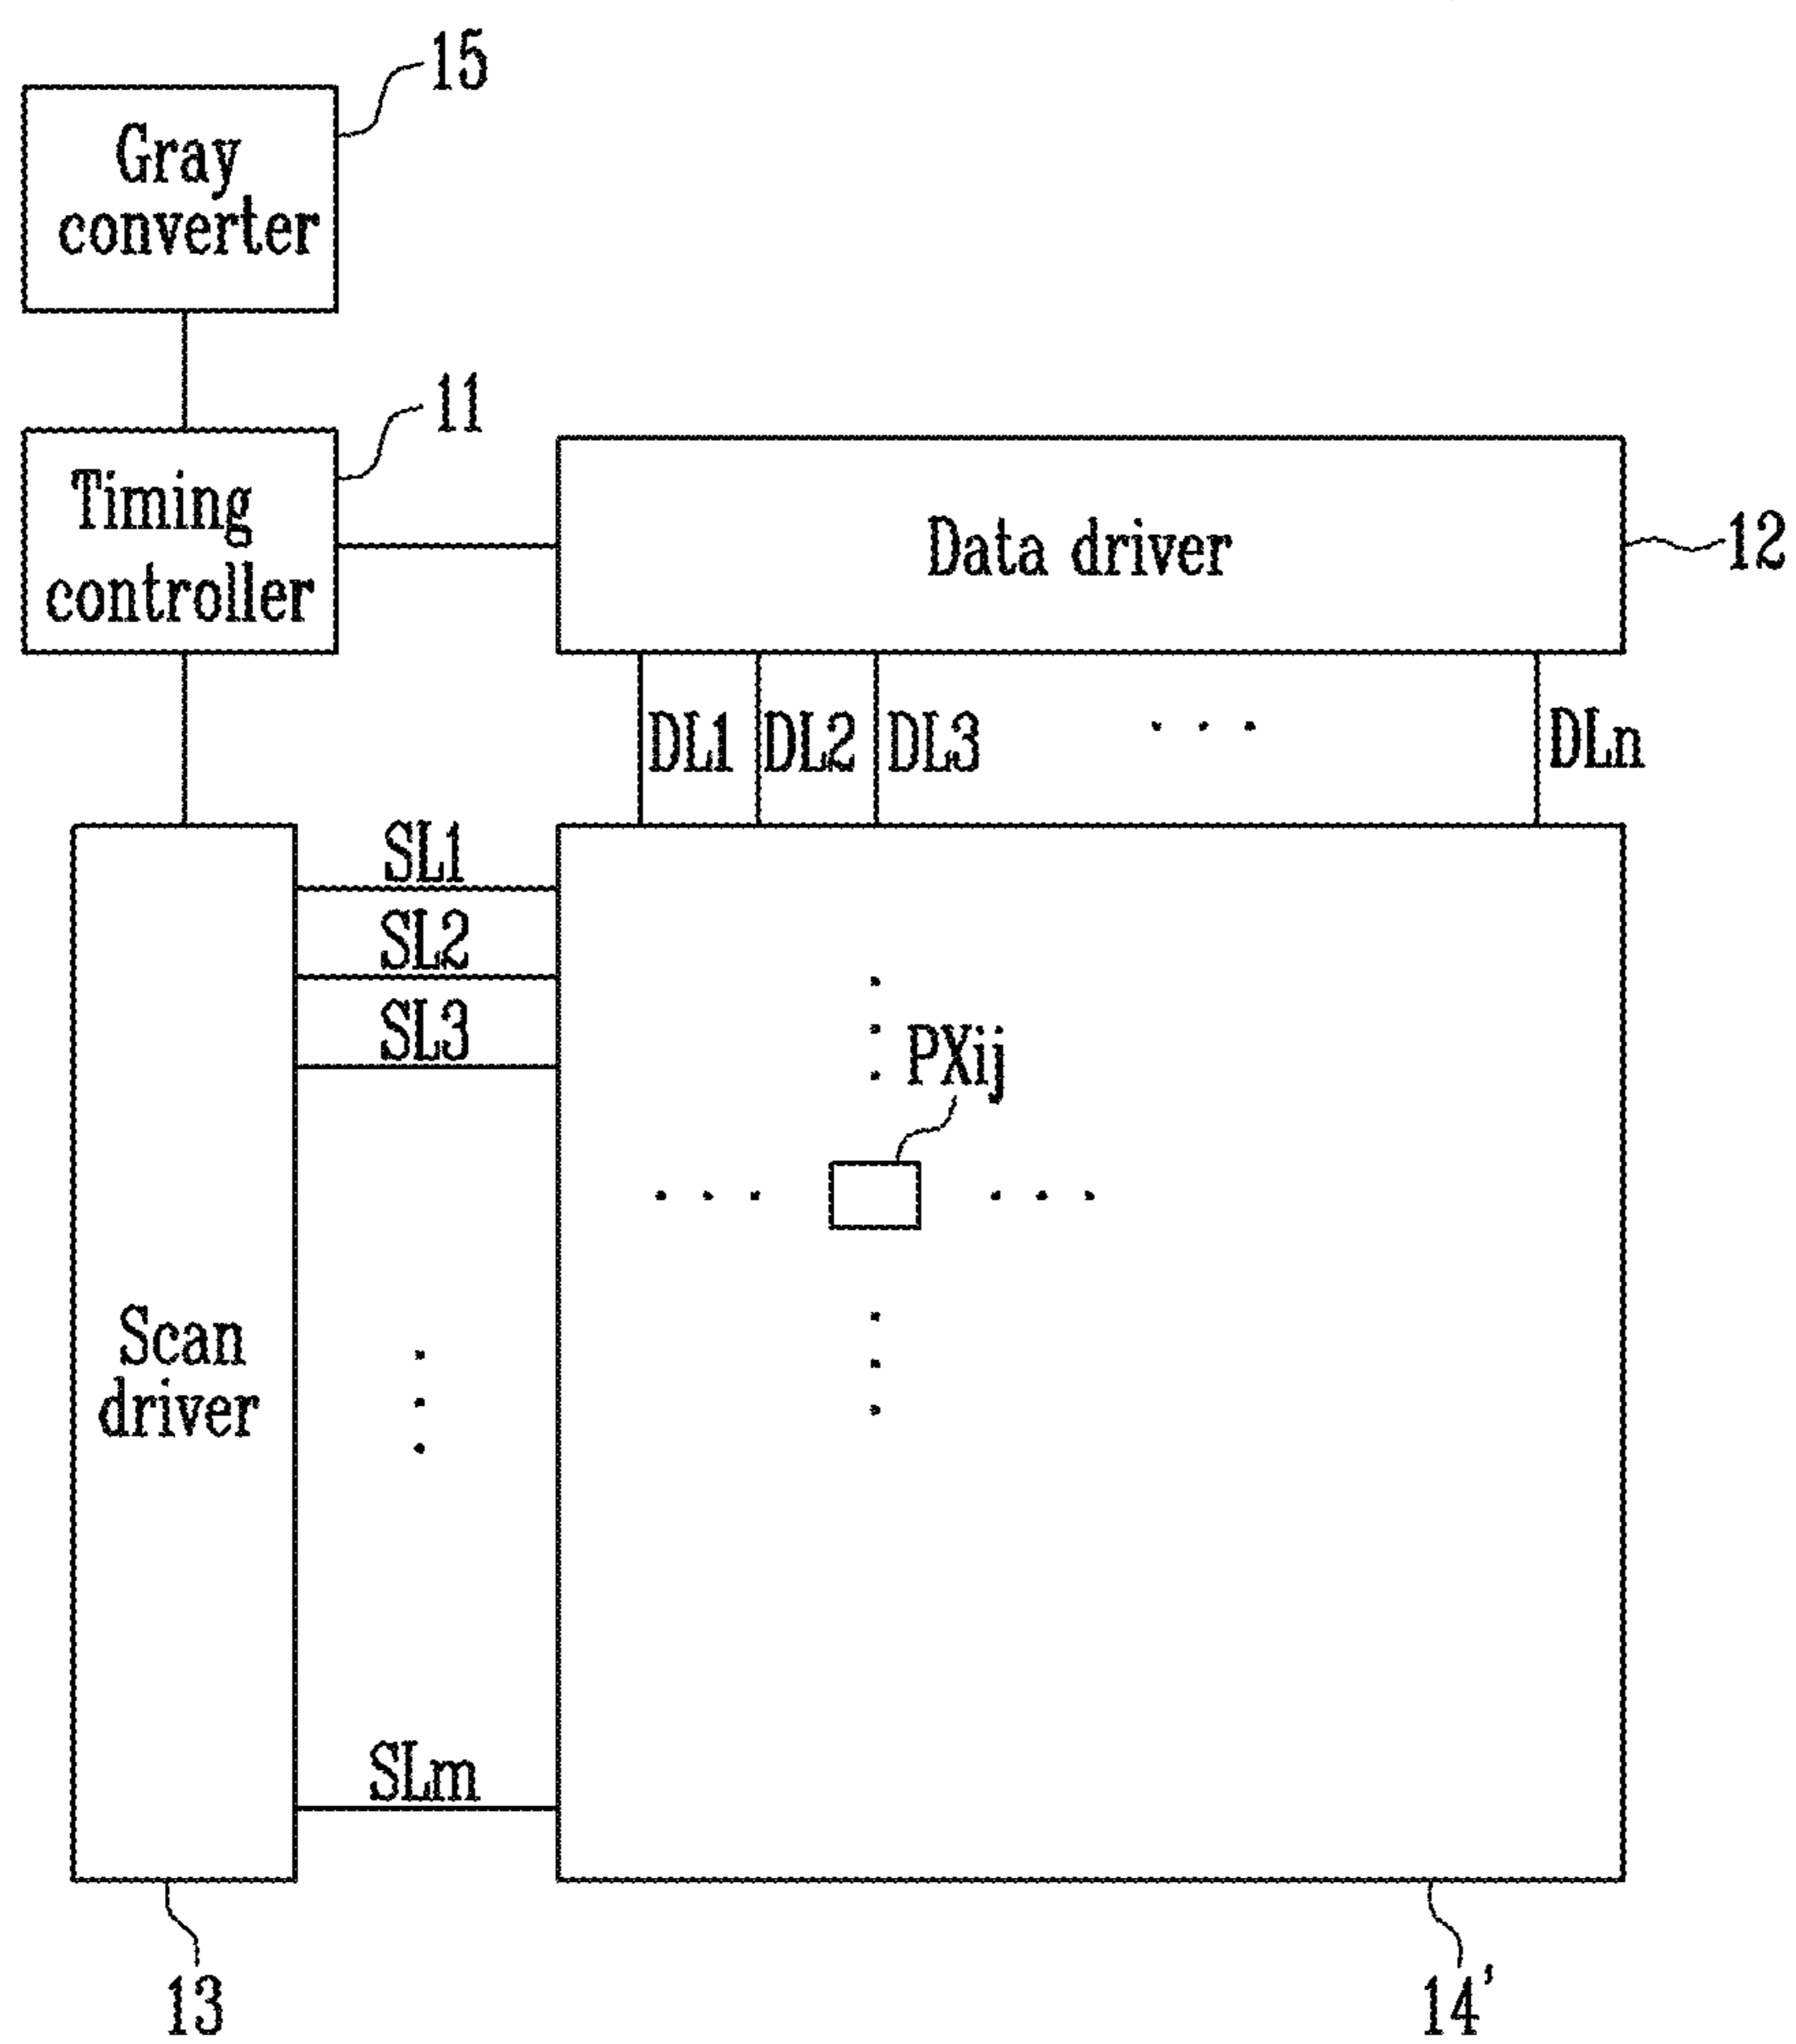 15
Gray
converter
11
Timing
controller
Data driver
12
DL1 DL2 DL3 . . . DLn
SL1
SL2
SL3
PXij
Scan
driver
SLm
13
14'